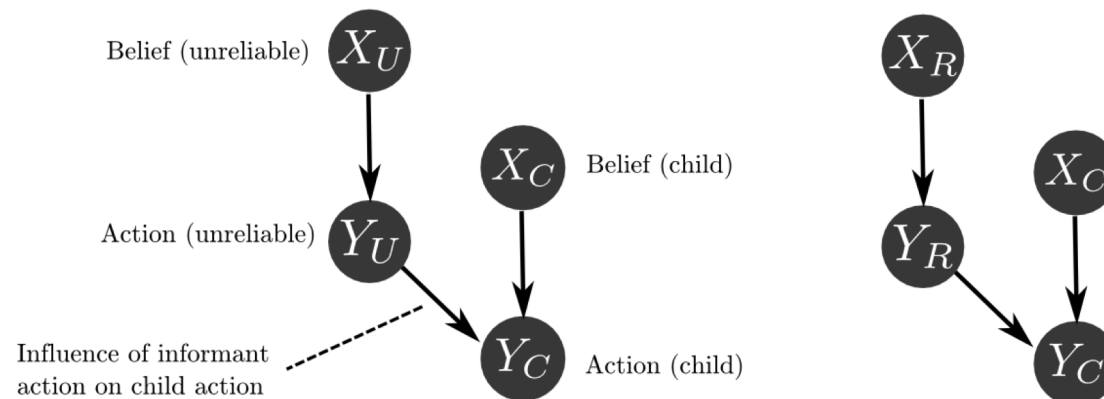 Belief (unreliable)
X_U
X_R
X_C
Belief (child)
X_C
Action (unreliable)
Y_U
Y_R
Influence of informant
action on child action
Y_C
Action (child)
Y_C